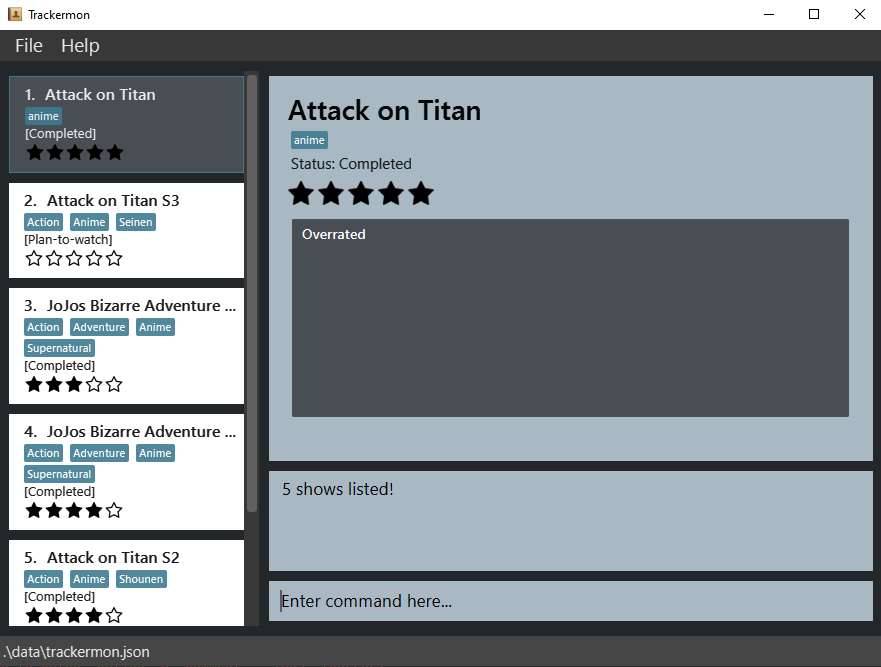 Trackermon
File Help
1. Attack on Titan
anime
[Completed]
2. Attack on Titan S3
Action Anime Seinen
[Plan-to-watch]
3. JoJos Bizarre Adventure ...
Action Adventure Anime
Supernatural
[Completed]
4. JoJos Bizarre Adventure ...
Action Adventure Anime
Supernatural
[Completed]
5. Attack on Titan S2
Action Anime Shounen
[Completed]
Attack on Titan
anime
Status: Completed
Overrated
5 shows listed!
Enter command here...
.\data\trackermon.json